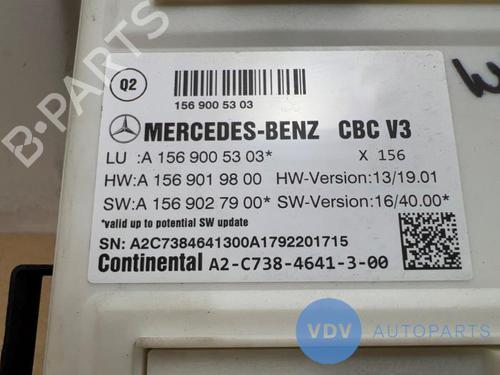 Q2
156 900 53 03
MERCEDES-BENZ CBC V3
LU :A 156 900 53 03* X 156
HW:A 156 901 98 00 HW-Version:13/19.01
SW:A 156 902 79 00* SW-Version:16/40.00*
*valid up to potential SW update
SN: A2C7384641300A1792201715
Continental A2-C738-4641-3-00
VDV AUTOPARTS
B-PARTS